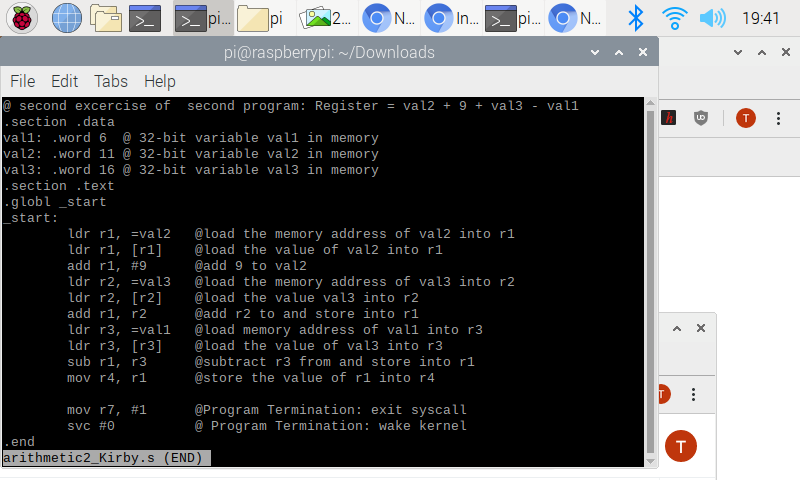 pi... pi 2... N... In... pi... N... 19:41
pi@raspberrypi: ~/Downloads
File Edit Tabs Help
@ second excercise of  second program: Register = val2 + 9 + val3 - val1
.section .data
val1: .word 6  @ 32-bit variable val1 in memory
val2: .word 11 @ 32-bit variable val2 in memory
val3: .word 16 @ 32-bit variable val3 in memory
.section .text
.globl _start
_start:
        ldr r1, =val2   @load the memory address of val2 into r1
        ldr r1, [r1]    @load the value of val2 into r1
        add r1, #9      @add 9 to val2
        ldr r2, =val3   @load the memory address of val3 into r2
        ldr r2, [r2]    @load the value val3 into r2
        add r1, r2      @add r2 to and store into r1
        ldr r3, =val1   @load memory address of val1 into r3
        ldr r3, [r3]    @load the value of val3 into r3
        sub r1, r3      @subtract r3 from and store into r1
        mov r4, r1      @store the value of r1 into r4
        mov r7, #1      @Program Termination: exit syscall
        svc #0          @ Program Termination: wake kernel
.end
arithmetic2_Kirby.s (END)
h UD T
T
T